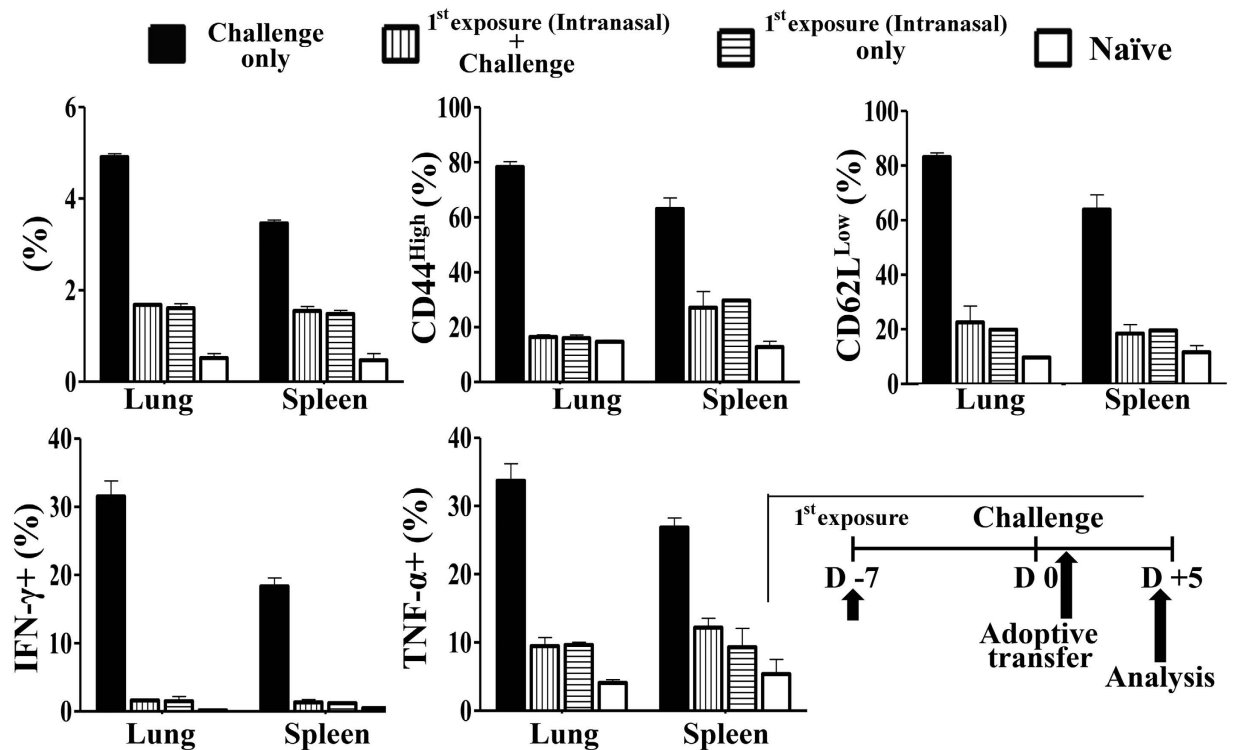 Challenge only
1st exposure (Intranasal) + Challenge
1st exposure (Intranasal) only
Naïve
(%)
6
4
2
0
Lung Spleen
CD44High (%)
100
80
60
40
20
0
Lung Spleen
CD62LLow (%)
100
80
60
40
20
0
Lung Spleen
IFN-γ+ (%)
40
30
20
10
0
Lung Spleen
TNF-α+ (%)
40
30
20
10
0
Lung Spleen
1st exposure Challenge
D -7 D 0 D +5
Adoptive
transfer
Analysis